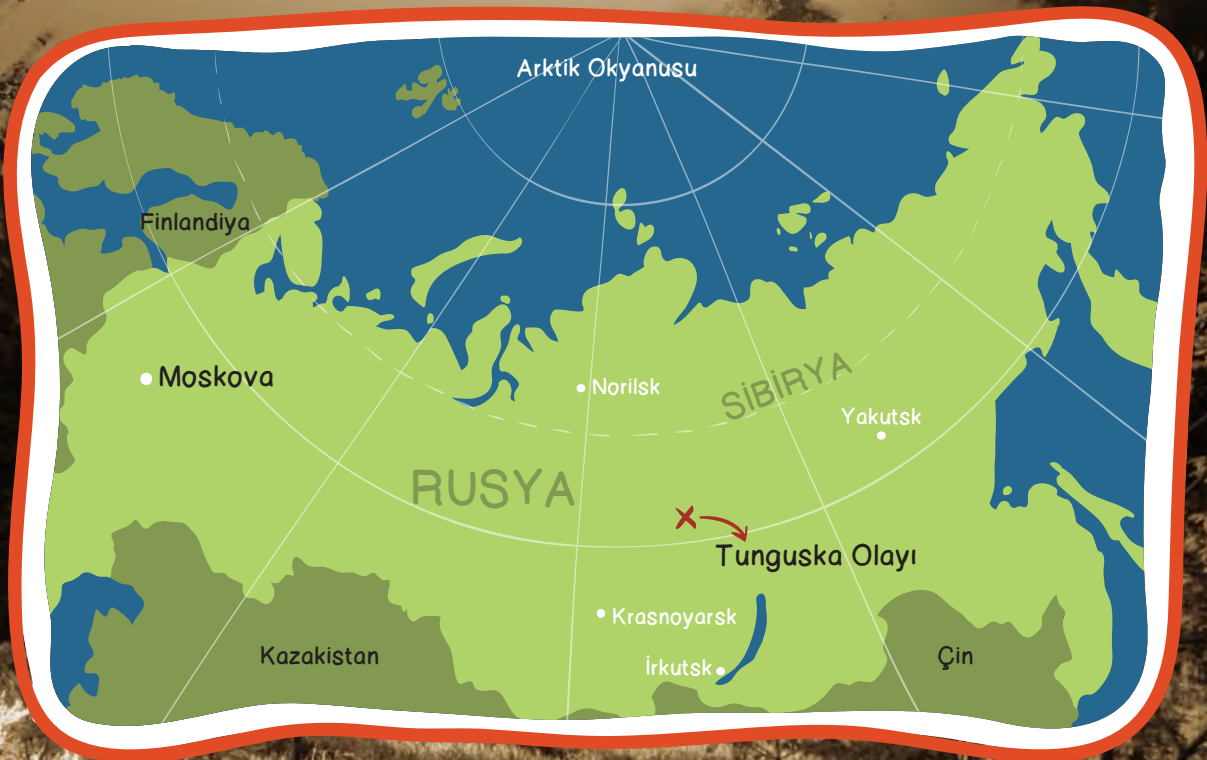 Arktik Okyanusu
Finlandiya
Moskova
Norilsk
SİBİRYA
Yakutsk
RUSYA
X
Tunguska Olayı
Krasnoyarsk
İrkutsk
Kazakistan
Çin